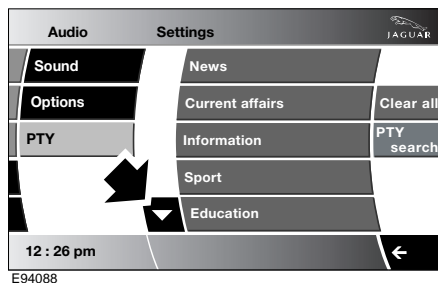 Audio Settings
JAGUAR
Sound
Options
PTY
News
Current affairs
Information
Sport
Education
Clear all
PTY
search
12 : 26 pm
E94088